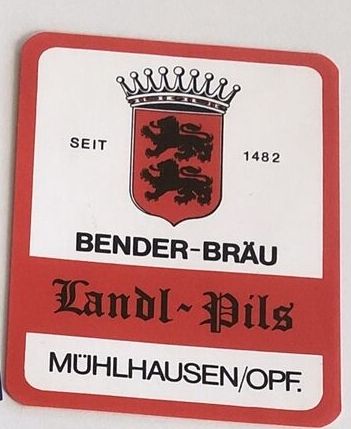 SEIT 1482
BENDER-BRÄU
Landl-Pils
MÜHLHAUSEN/OPF.